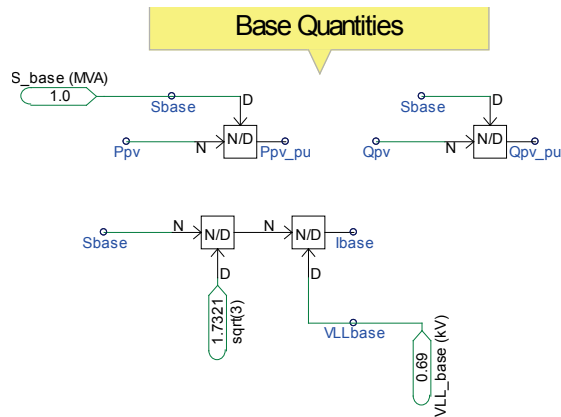 Base Quantities
S_base (MVA)
1.0
Sbase
D
Ppv
N
N/D
Ppv_pu
Sbase
D
Qpv
N
N/D
Qpv_pu
Sbase
N
N/D
N
N/D
Ibase
D
D
1.7321
sqrt(3)
VLLbase
0.69
VLL_base (kV)